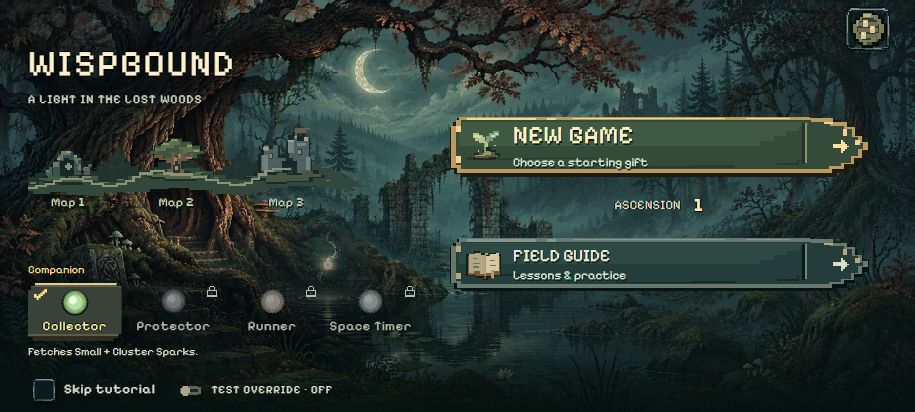 WISPBOUND
A LIGHT IN THE LOST WOODS
Map 1
Map 2
Map 3
NEW GAME
Choose a starting gift
ASCENSION 1
FIELD GUIDE
Lessons & practice
Companion
Collector
Protector
Runner
Space Timer
Fetches Small + Cluster Sparks.
Skip tutorial
TEST OVERRIDE · OFF